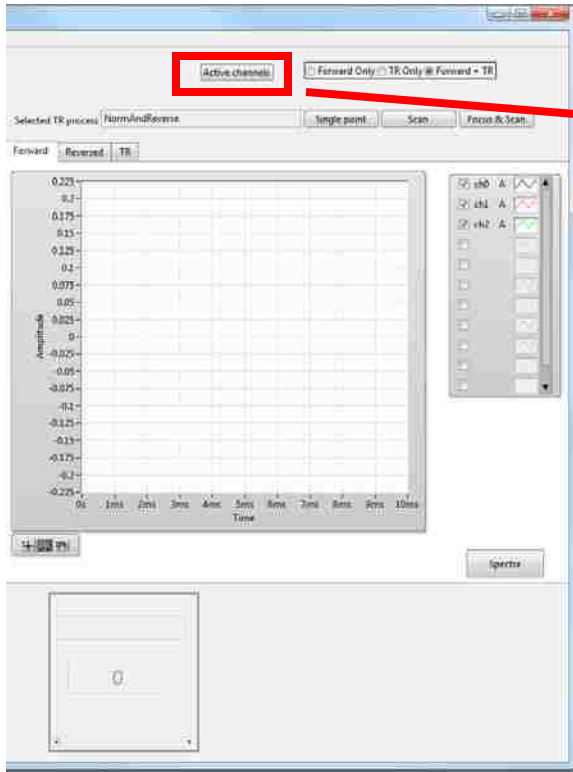 Active channels Forward Only TR Only Forward + TR
Selected TR process NormAndReverse Single point Scan Focus & Scan
Forward Reversed TR
0.225
0.2
0.175
0.15
0.125
0.1
0.075
0.05
0.025
0
-0.025
-0.05
-0.075
-0.1
-0.125
-0.15
-0.175
-0.2
-0.225
Amplitude
0s 1ms 2ms 3ms 4ms 5ms 6ms 7ms 8ms 9ms 10ms
Time
ch0 A
ch1 A
ch2 A
Spectra
0